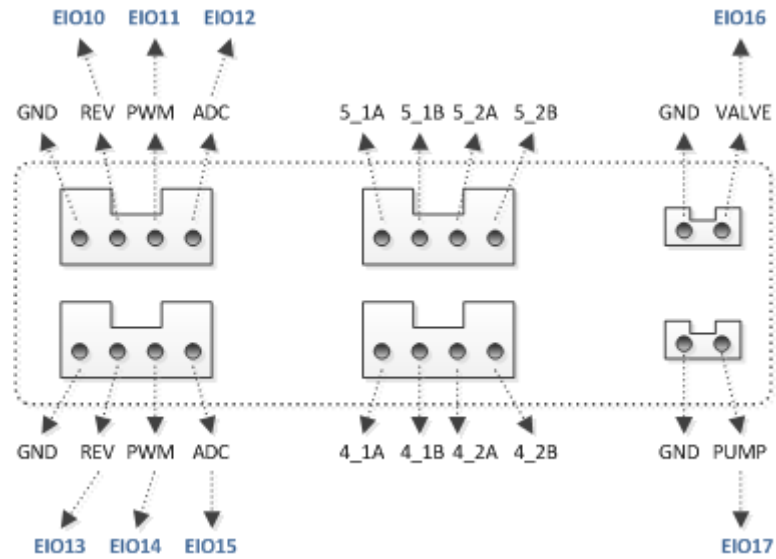 EIO10 EIO11 EIO12 EIO16
GND REV PWM ADC 5_1A 5_1B 5_2A 5_2B GND VALVE
GND REV PWM ADC 4_1A 4_1B 4_2A 4_2B GND PUMP
EIO13 EIO14 EIO15 EIO17